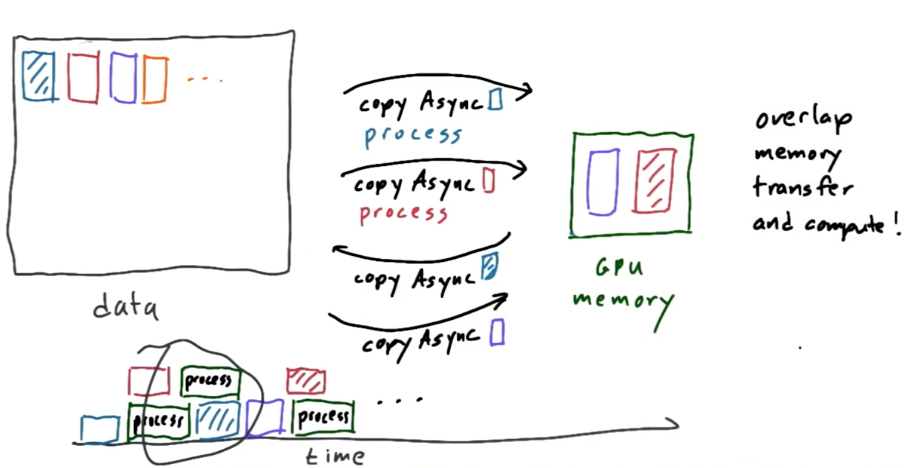 ...
copy Async
process
copy Async
process
copy Async
copy Async
overlap
memory
transfer
and compute!
GPU
memory
data
process
process
process
...
time